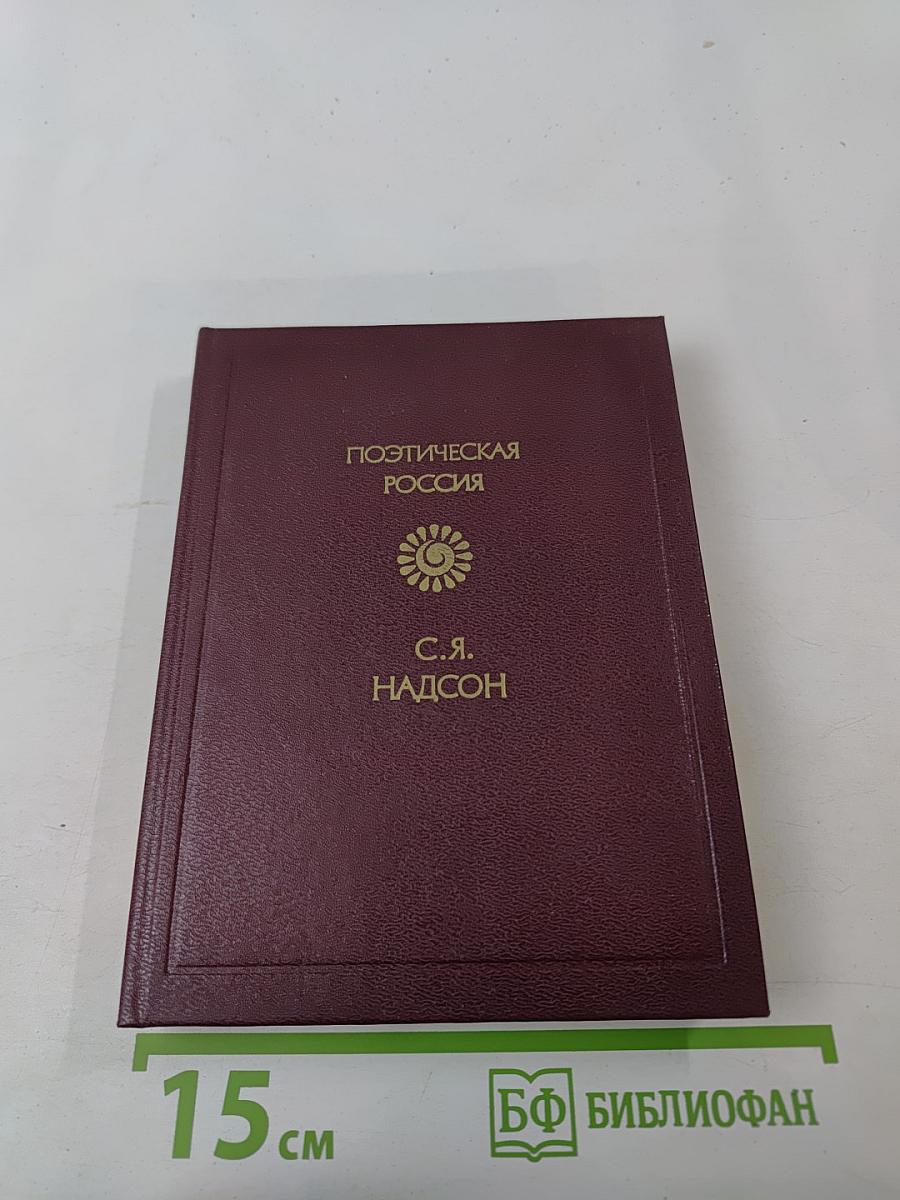 ПОЭТИЧЕСКАЯ
РОССИЯ
С.Я.
НАДСОН
15 см
БФ БИБЛИОФАН